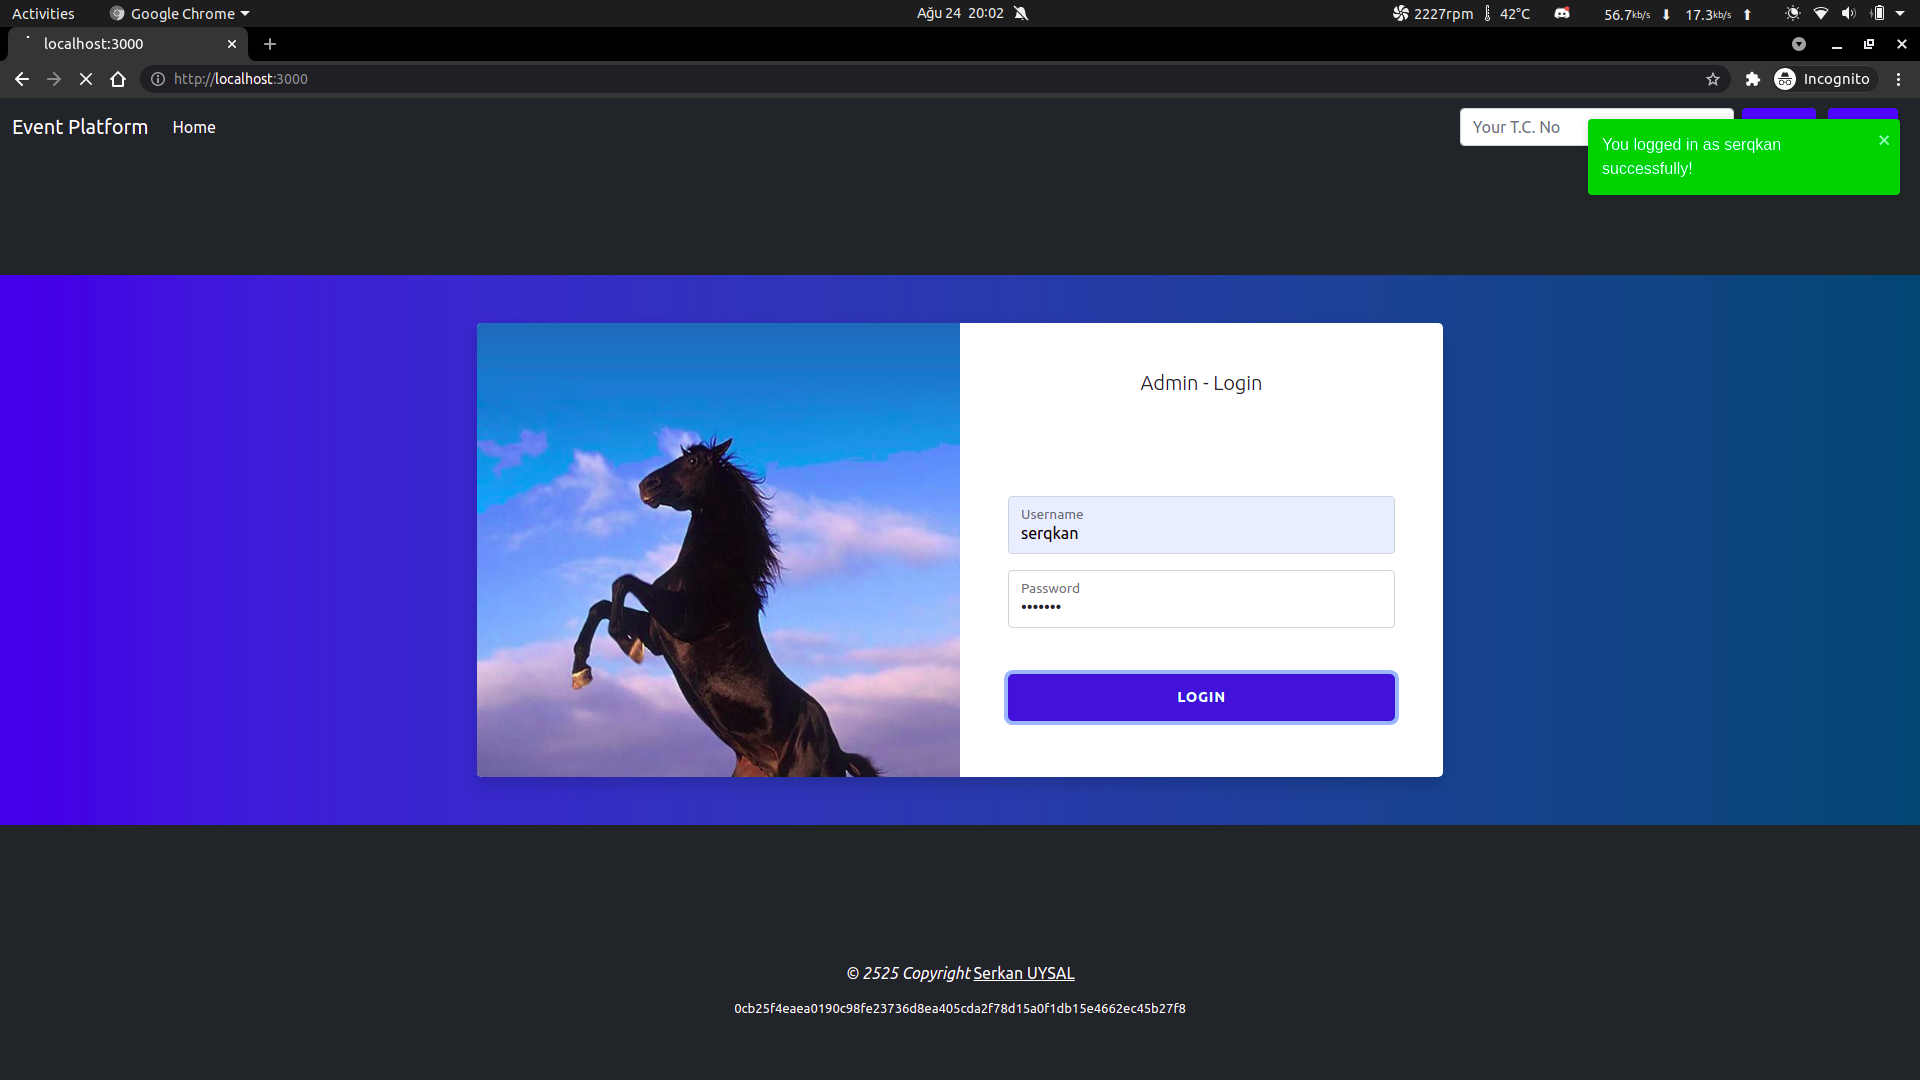 Activities
Google Chrome
Ağu 24 20:02
2227rpm
42°C
56.7kb/s
17.3kb/s
localhost:3000
http://localhost:3000
Incognito
Event Platform
Home
Your T.C. No
You logged in as serqkan
successfully!
Admin - Login
Username
serqkan
Password
•••••••
LOGIN
© 2525 Copyright Serkan UYSAL
0cb25f4eaea0190c98fe23736d8ea405cda2f78d15a0f1db15e4662ec45b27f8